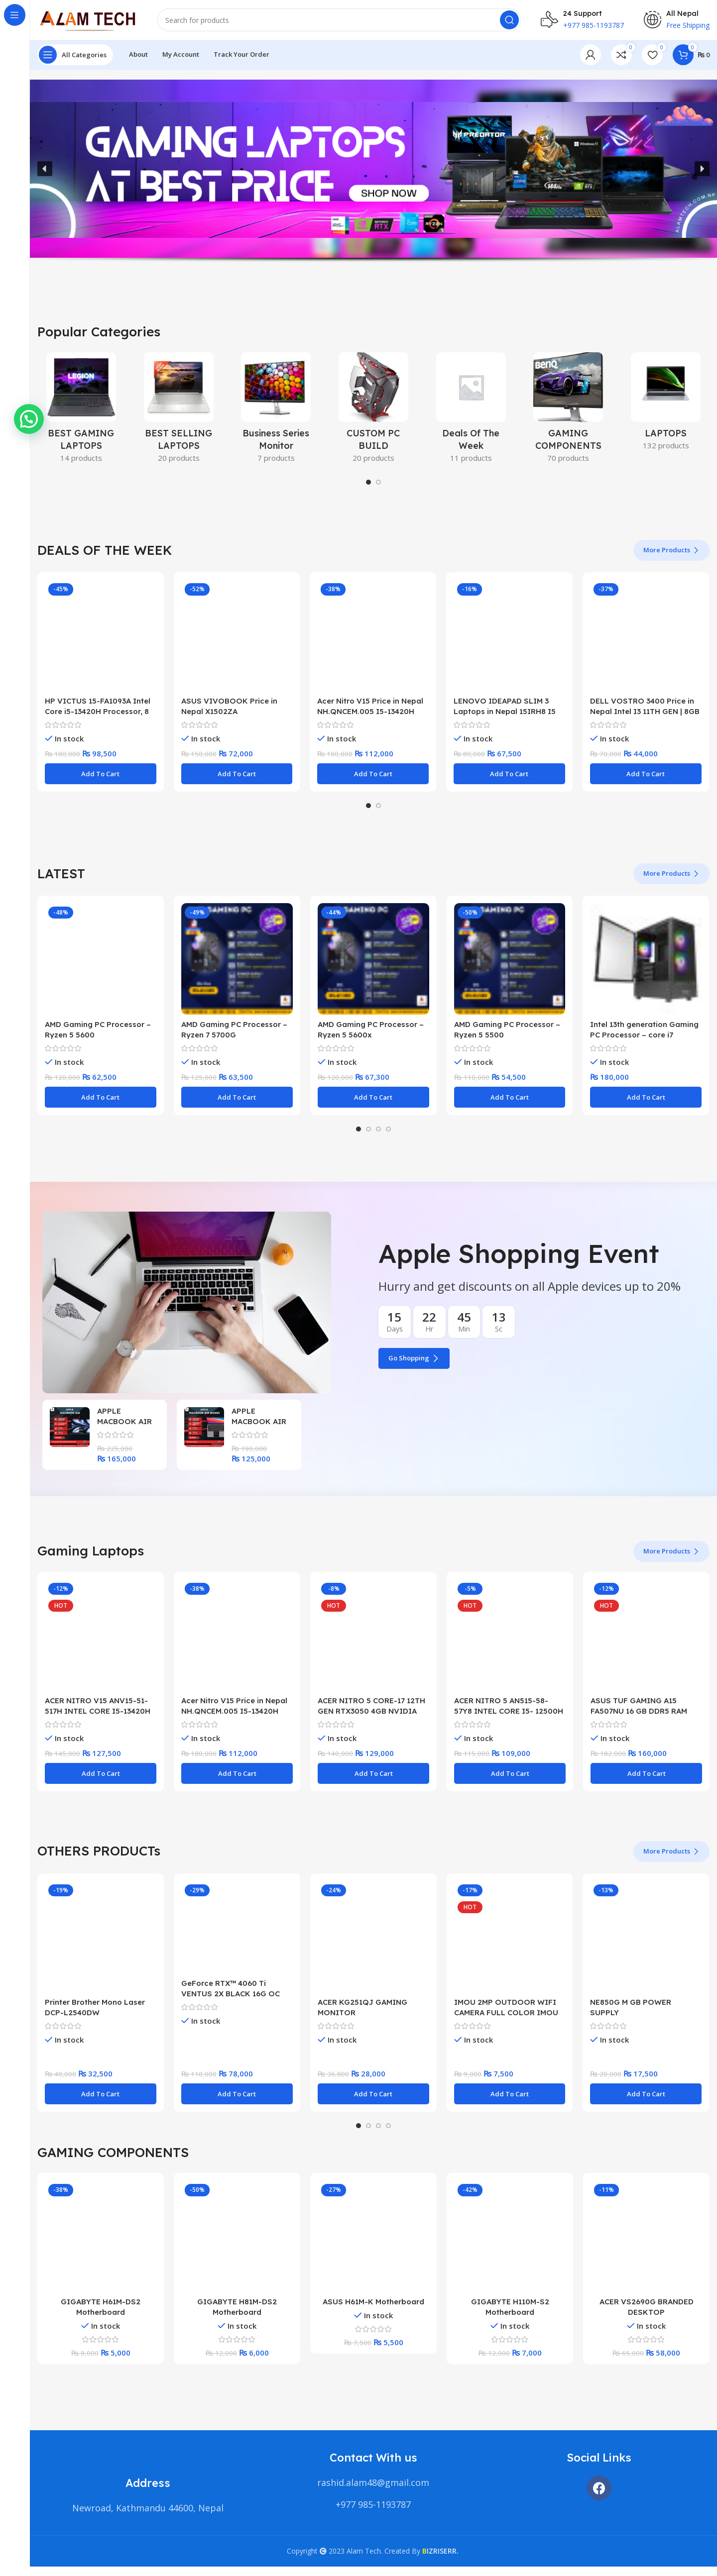 ALAM TECH
Search for products
24 Support
+977 985-1193787
All Nepal
Free Shipping
All Categories
About
My Account
Track Your Order
0
0
0
₨ 0
GAMING LAPTOPS
AT BEST PRICE
SHOP NOW
PREDATOR
RTX
Popular Categories
LEGION
BEST GAMING LAPTOPS
14 products
BEST SELLING LAPTOPS
20 products
Business Series Monitor
7 products
CUSTOM PC BUILD
20 products
Deals Of The Week
11 products
BenQ
GAMING COMPONENTS
70 products
LAPTOPS
132 products
DEALS OF THE WEEK
More Products
-45%
HP VICTUS 15-FA1093A Intel
Core i5-13420H Processor, 8
In stock
₨ 180,000 ₨ 98,500
Add To Cart
-52%
ASUS VIVOBOOK Price in
Nepal X1502ZA
In stock
₨ 150,000 ₨ 72,000
Add To Cart
-38%
Acer Nitro V15 Price in Nepal
NH.QNCEM.005 I5-13420H
In stock
₨ 180,000 ₨ 112,000
Add To Cart
-16%
LENOVO IDEAPAD SLIM 3
Laptops in Nepal 15IRH8 I5
In stock
₨ 80,000 ₨ 67,500
Add To Cart
-37%
DELL VOSTRO 3400 Price in
Nepal Intel I3 11TH GEN | 8GB
In stock
₨ 70,000 ₨ 44,000
Add To Cart
LATEST
More Products
-48%
AMD Gaming PC Processor –
Ryzen 5 5600
In stock
₨ 120,000 ₨ 62,500
Add To Cart
-49%
AMD Gaming PC Processor –
Ryzen 7 5700G
In stock
₨ 125,000 ₨ 63,500
Add To Cart
-44%
AMD Gaming PC Processor –
Ryzen 5 5600x
In stock
₨ 120,000 ₨ 67,300
Add To Cart
-50%
AMD Gaming PC Processor –
Ryzen 5 5500
In stock
₨ 110,000 ₨ 54,500
Add To Cart
Intel 13th generation Gaming
PC Processor – core i7
In stock
₨ 180,000
Add To Cart
APPLE
MACBOOK AIR
₨ 225,000
₨ 165,000
APPLE
MACBOOK AIR
₨ 190,000
₨ 125,000
Apple Shopping Event
Hurry and get discounts on all Apple devices up to 20%
15 Days
22 Hr
45 Min
13 Sc
Go Shopping
Gaming Laptops
More Products
-12%
HOT
ACER NITRO V15 ANV15-51-
517H INTEL CORE I5-13420H
In stock
₨ 145,000 ₨ 127,500
Add To Cart
-38%
Acer Nitro V15 Price in Nepal
NH.QNCEM.005 I5-13420H
In stock
₨ 180,000 ₨ 112,000
Add To Cart
-8%
HOT
ACER NITRO 5 CORE-17 12TH
GEN RTX3050 4GB NVIDIA
In stock
₨ 140,000 ₨ 129,000
Add To Cart
-5%
HOT
ACER NITRO 5 AN515-58-
57Y8 INTEL CORE I5- 12500H
In stock
₨ 115,000 ₨ 109,000
Add To Cart
-12%
HOT
ASUS TUF GAMING A15
FA507NU 16 GB DDR5 RAM
In stock
₨ 182,000 ₨ 160,000
Add To Cart
OTHERS PRODUCTs
More Products
-19%
Printer Brother Mono Laser
DCP-L2540DW
In stock
₨ 40,000 ₨ 32,500
Add To Cart
-29%
GeForce RTX™ 4060 Ti
VENTUS 2X BLACK 16G OC
In stock
₨ 110,000 ₨ 78,000
Add To Cart
-24%
ACER KG251QJ GAMING
MONITOR
In stock
₨ 36,800 ₨ 28,000
Add To Cart
-17%
HOT
IMOU 2MP OUTDOOR WIFI
CAMERA FULL COLOR IMOU
In stock
₨ 9,000 ₨ 7,500
Add To Cart
-13%
NE850G M GB POWER
SUPPLY
In stock
₨ 20,000 ₨ 17,500
Add To Cart
GAMING COMPONENTS
-38%
GIGABYTE H61M-DS2
Motherboard
In stock
₨ 8,000 ₨ 5,000
-50%
GIGABYTE H81M-DS2
Motherboard
In stock
₨ 12,000 ₨ 6,000
-27%
ASUS H61M-K Motherboard
In stock
₨ 7,500 ₨ 5,500
-42%
GIGABYTE H110M-S2
Motherboard
In stock
₨ 12,000 ₨ 7,000
-11%
ACER VS2690G BRANDED
DESKTOP
In stock
₨ 65,000 ₨ 58,000
Address
Newroad, Kathmandu 44600, Nepal
Contact With us
rashid.alam48@gmail.com
+977 985-1193787
Social Links
Copyright 2023 Alam Tech. Created By BIZRISERR.